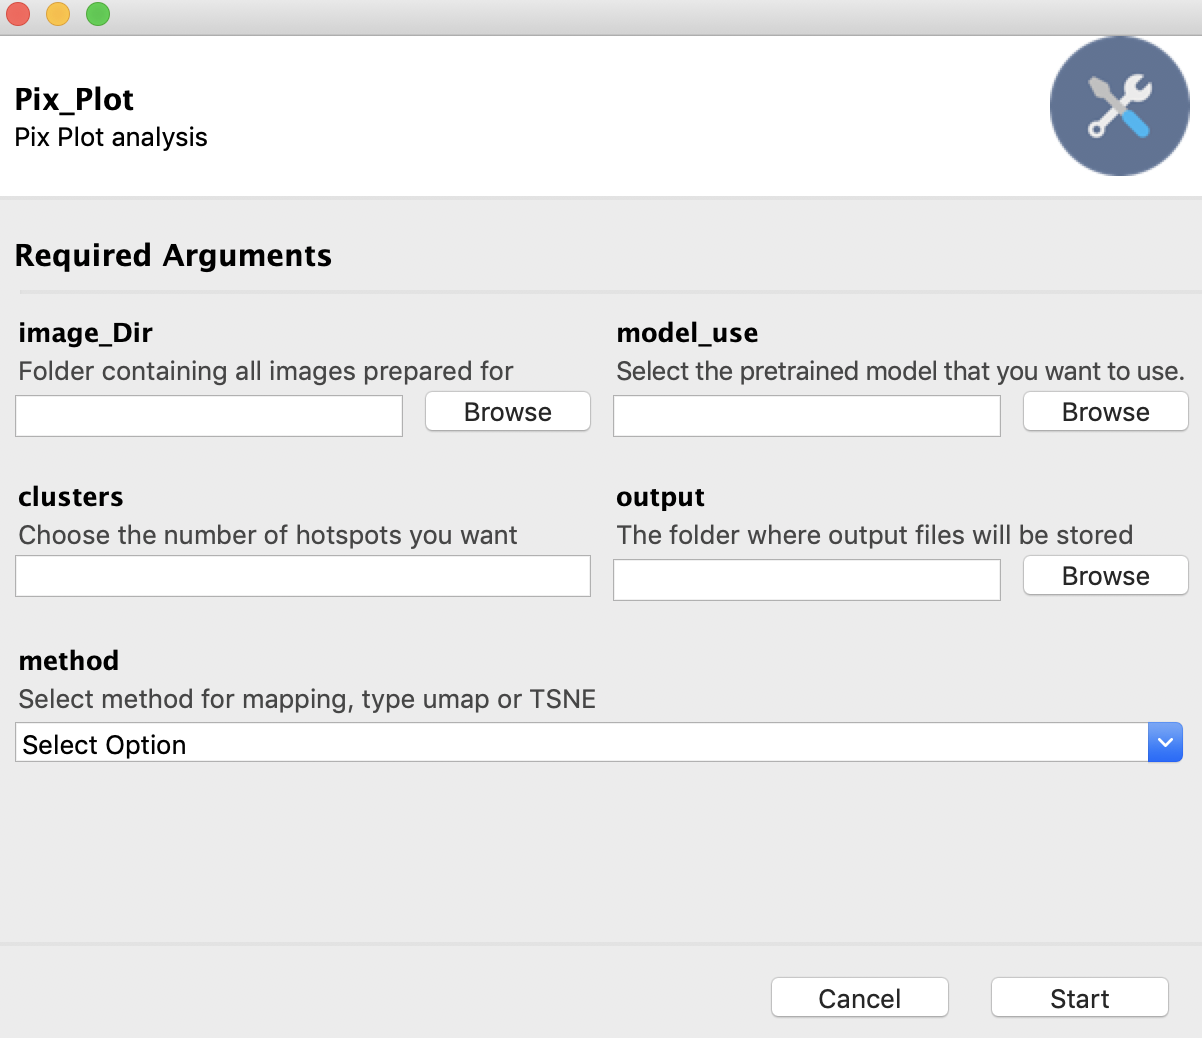 Pix_Plot
Pix Plot analysis
Required Arguments
image_Dir
Folder containing all images prepared for
Browse
model_use
Select the pretrained model that you want to use.
Browse
clusters
Choose the number of hotspots you want
output
The folder where output files will be stored
Browse
method
Select method for mapping, type umap or TSNE
Select Option
Cancel
Start